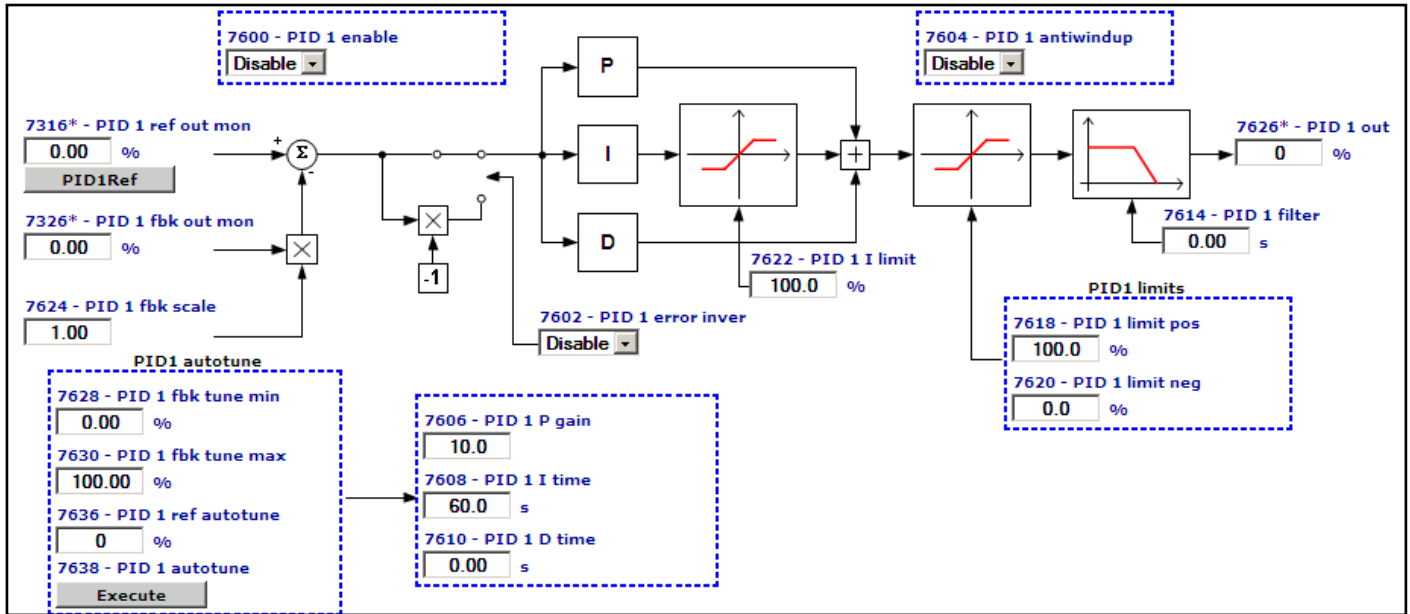 7600 - PID 1 enable
Disable
7604 - PID 1 antiwindup
Disable
P
7316* - PID 1 ref out mon
0.00 %
PID1Ref
+
Σ
-
I
+
7626* - PID 1 out
0 %
7326* - PID 1 fbk out mon
0.00 %
×
×
-1
D
7614 - PID 1 filter
0.00 s
7622 - PID 1 I limit
100.0 %
7624 - PID 1 fbk scale
1.00
7602 - PID 1 error inver
Disable
PID1 limits
7618 - PID 1 limit pos
100.0 %
7620 - PID 1 limit neg
0.0 %
PID1 autotune
7628 - PID 1 fbk tune min
0.00 %
7630 - PID 1 fbk tune max
100.00 %
7636 - PID 1 ref autotune
0 %
7638 - PID 1 autotune
Execute
7606 - PID 1 P gain
10.0
7608 - PID 1 I time
60.0 s
7610 - PID 1 D time
0.00 s